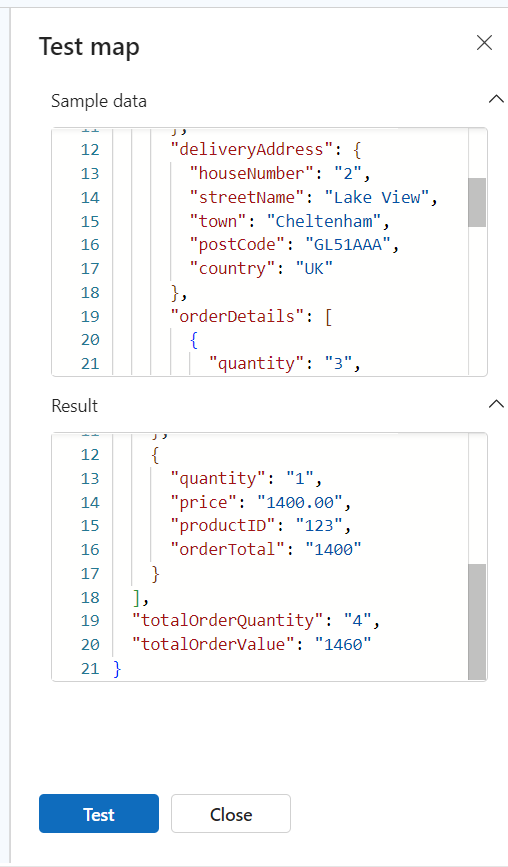 Test map
Sample data
11 },
12 "deliveryAddress": {
13 "houseNumber": "2",
14 "streetName": "Lake View",
15 "town": "Cheltenham",
16 "postCode": "GL51AAA",
17 "country": "UK"
18 },
19 "orderDetails": [
20 {
21 "quantity": "3",
Result
11 },
12 {
13 "quantity": "1",
14 "price": "1400.00",
15 "productID": "123",
16 "orderTotal": "1400"
17 }
18 ],
19 "totalOrderQuantity": "4",
20 "totalOrderValue": "1460"
21 }
Test
Close